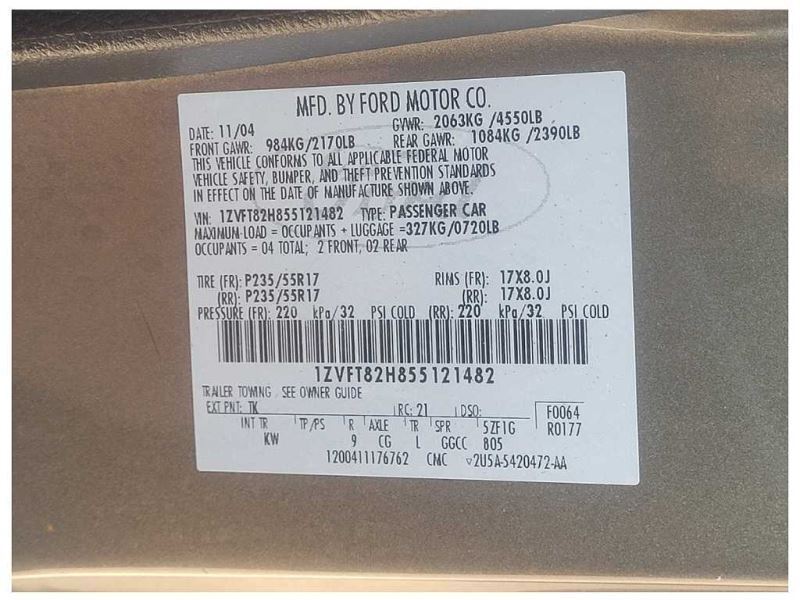 MFD. BY FORD MOTOR CO.
DATE: 11/04 GVWR: 2063KG /4550LB
FRONT GAWR: 984KG/2170LB REAR GAWR: 1084KG /2390LB
THIS VEHICLE CONFORMS TO ALL APPLICABLE FEDERAL MOTOR
VEHICLE SAFETY, BUMPER, AND THEFT PREVENTION STANDARDS
IN EFFECT ON THE DATE OF MANUFACTURE SHOWN ABOVE.
VIN: 1ZVFT82H855121482 TYPE: PASSENGER CAR
MAXIMUM-LOAD = OCCUPANTS + LUGGAGE =327KG/0720LB
OCCUPANTS = 04 TOTAL; 2 FRONT, 02 REAR
TIRE (FR): P235/55R17 RIMS (FR): 17X8.0J
(RR): P235/55R17 (RR): 17X8.0J
PRESSURE (FR): 220 kPa/32 PSI COLD (RR): 220 kPa/32 PSI COLD
1ZVFT82H855121482
TRAILER TOWING - SEE OWNER GUIDE
EXT PNT: TK RC: 21 DSO: F0064
INT TR TP/PS R AXLE TR SPR 5ZF1G R0177
KW 9 CG L GGCC B05
1200411176762 CMC ▽2U5A-5420472-AA